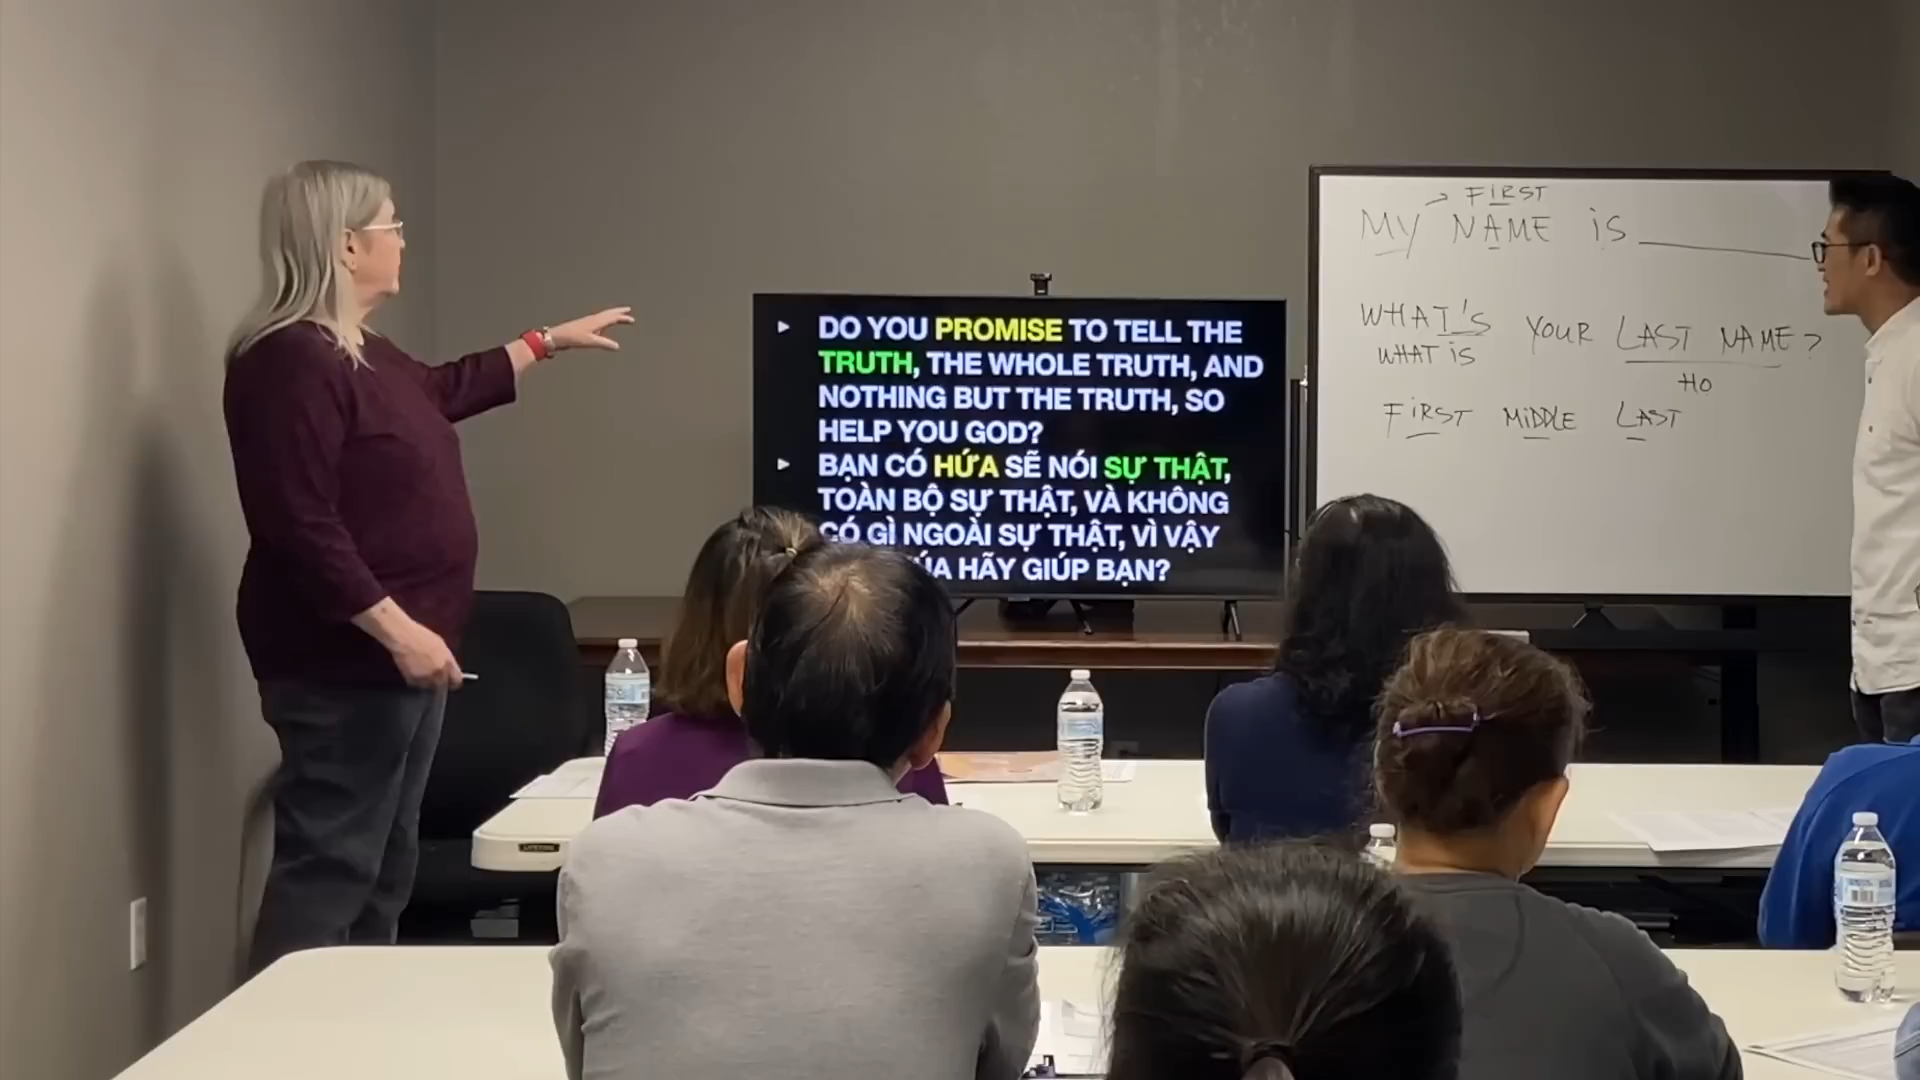 DO YOU PROMISE TO TELL THE
TRUTH, THE WHOLE TRUTH, AND
NOTHING BUT THE TRUTH, SO
HELP YOU GOD?
BẠN CÓ HỨA SẼ NÓI SỰ THẬT,
TOÀN BỘ SỰ THẬT, VÀ KHÔNG
CÓ GÌ NGOÀI SỰ THẬT, VÌ VẬY
HÃY GIÚP BẠN?
FIRST
MY NAME iS
WHAT'S YOUR LAST NAME?
WHAT iS
HO
FiRST MiDDLE LAST
LIFETIME